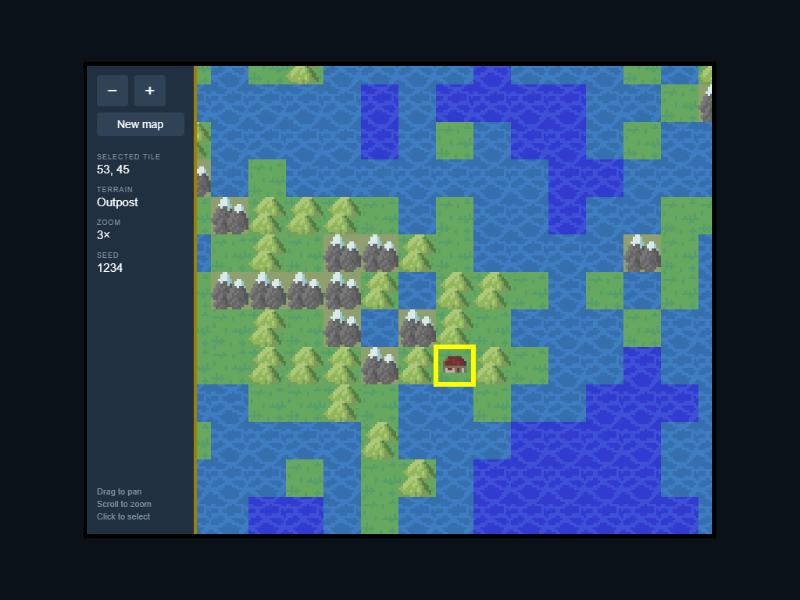 −
+
New map
SELECTED TILE
53, 45
TERRAIN
Outpost
ZOOM
3×
SEED
1234
Drag to pan
Scroll to zoom
Click to select